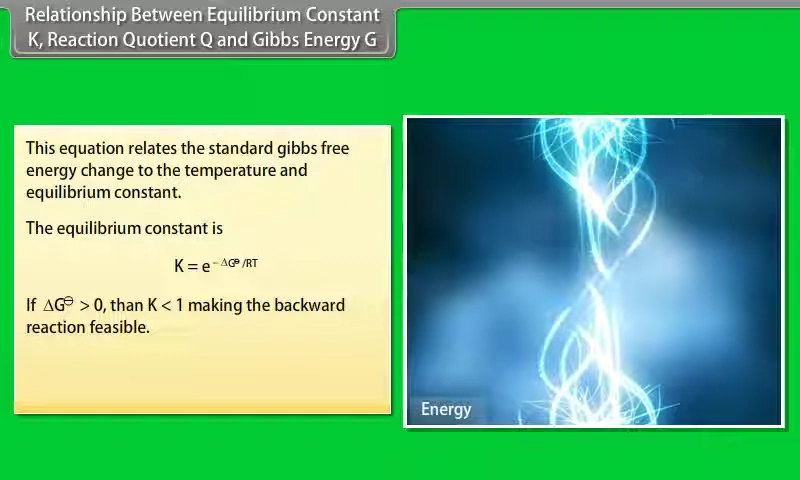 Relationship Between Equilibrium Constant
K, Reaction Quotient Q and Gibbs Energy G
This equation relates the standard gibbs free
energy change to the temperature and
equilibrium constant.
The equilibrium constant is
K = e^{-ΔG⊖/RT}
If ΔG⊖ > 0, than K < 1 making the backward
reaction feasible.
Energy